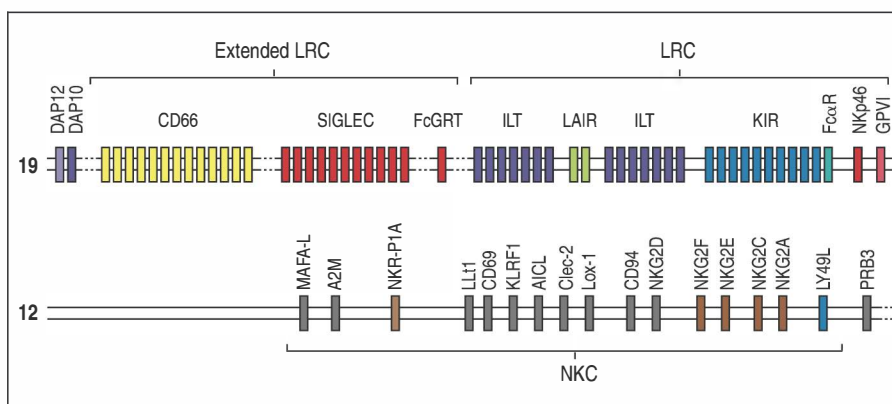 Extended LRC LRC
DAP12 DAP10 CD66 SIGLEC FcGRT ILT LAIR ILT KIR FcαR NKp46 GPVI
19
MAFA-L A2M NKR-P1A LLt1 CD69 KLRF1 AICL Clec-2 Lox-1 CD94 NKG2D NKG2F NKG2E NKG2C NKG2A LY49L PRB3
12
NKC